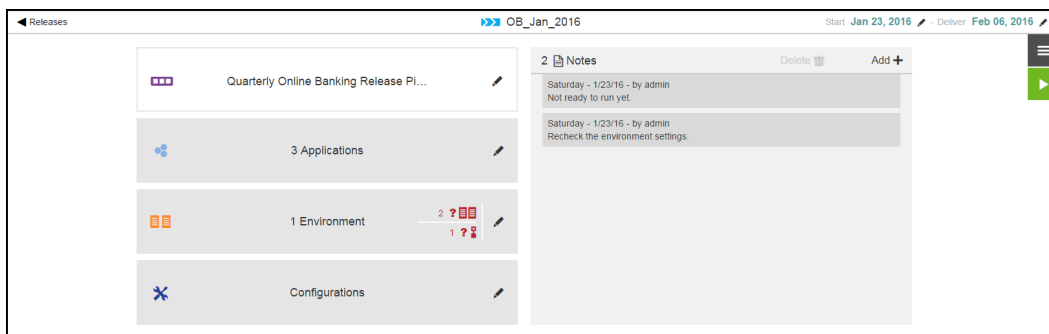 Releases
OB_Jan_2016
Start Jan 23, 2016 - Deliver Feb 06, 2016
Quarterly Online Banking Release Pi...
3 Applications
1 Environment
2 ?
1 ?
Configurations
2 Notes
Delete
Add +
Saturday - 1/23/16 - by admin
Not ready to run yet.
Saturday - 1/23/16 - by admin
Recheck the environment settings.